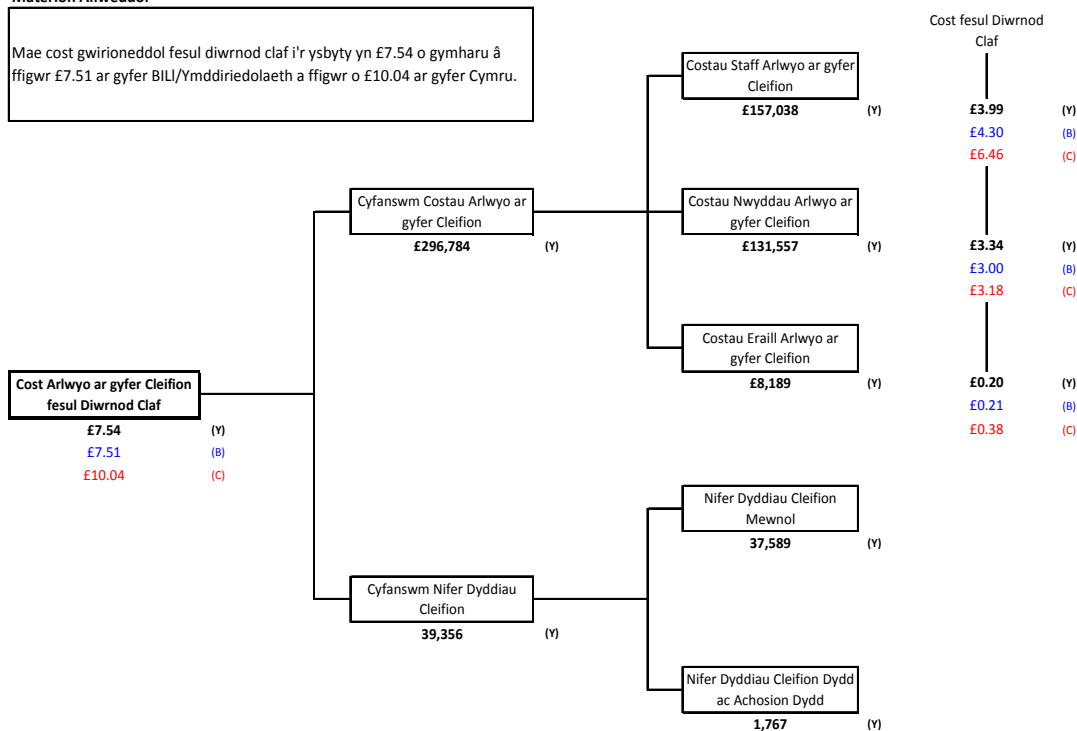 Materion Allweddol
Mae cost gwirioneddol fesul diwrnod claf i'r ysbyty yn £7.54 o gymharu â
ffigwr £7.51 ar gyfer BILl/Ymddiriedolaeth a ffigwr o £10.04 ar gyfer Cymru.
Cost fesul Diwrnod
Claf
Costau Staff Arlwyo ar gyfer
Cleifion
£157,038 (Y)
£3.99 (Y)
£4.30 (B)
£6.46 (C)
Cyfanswm Costau Arlwyo ar
gyfer Cleifion
£296,784 (Y)
Costau Nwyddau Arlwyo ar
gyfer Cleifion
£131,557 (Y)
£3.34 (Y)
£3.00 (B)
£3.18 (C)
Costau Eraill Arlwyo ar
gyfer Cleifion
£8,189 (Y)
£0.20 (Y)
£0.21 (B)
£0.38 (C)
Cost Arlwyo ar gyfer Cleifion
fesul Diwrnod Claf
£7.54 (Y)
£7.51 (B)
£10.04 (C)
Nifer Dyddiau Cleifion
Mewnol
37,589 (Y)
Cyfanswm Nifer Dyddiau
Cleifion
39,356 (Y)
Nifer Dyddiau Cleifion Dydd
ac Achosion Dydd
1,767 (Y)